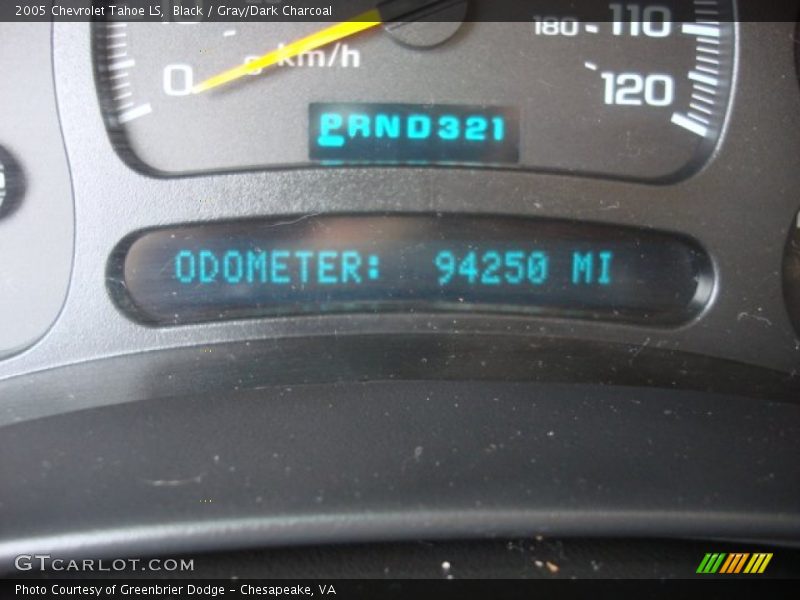 2005 Chevrolet Tahoe LS, Black / Gray/Dark Charcoal
180 110
0 km/h
120
PRND321
ODOMETER: 94250 MI
GTCARLOT.COM
Photo Courtesy of Greenbrier Dodge – Chesapeake, VA